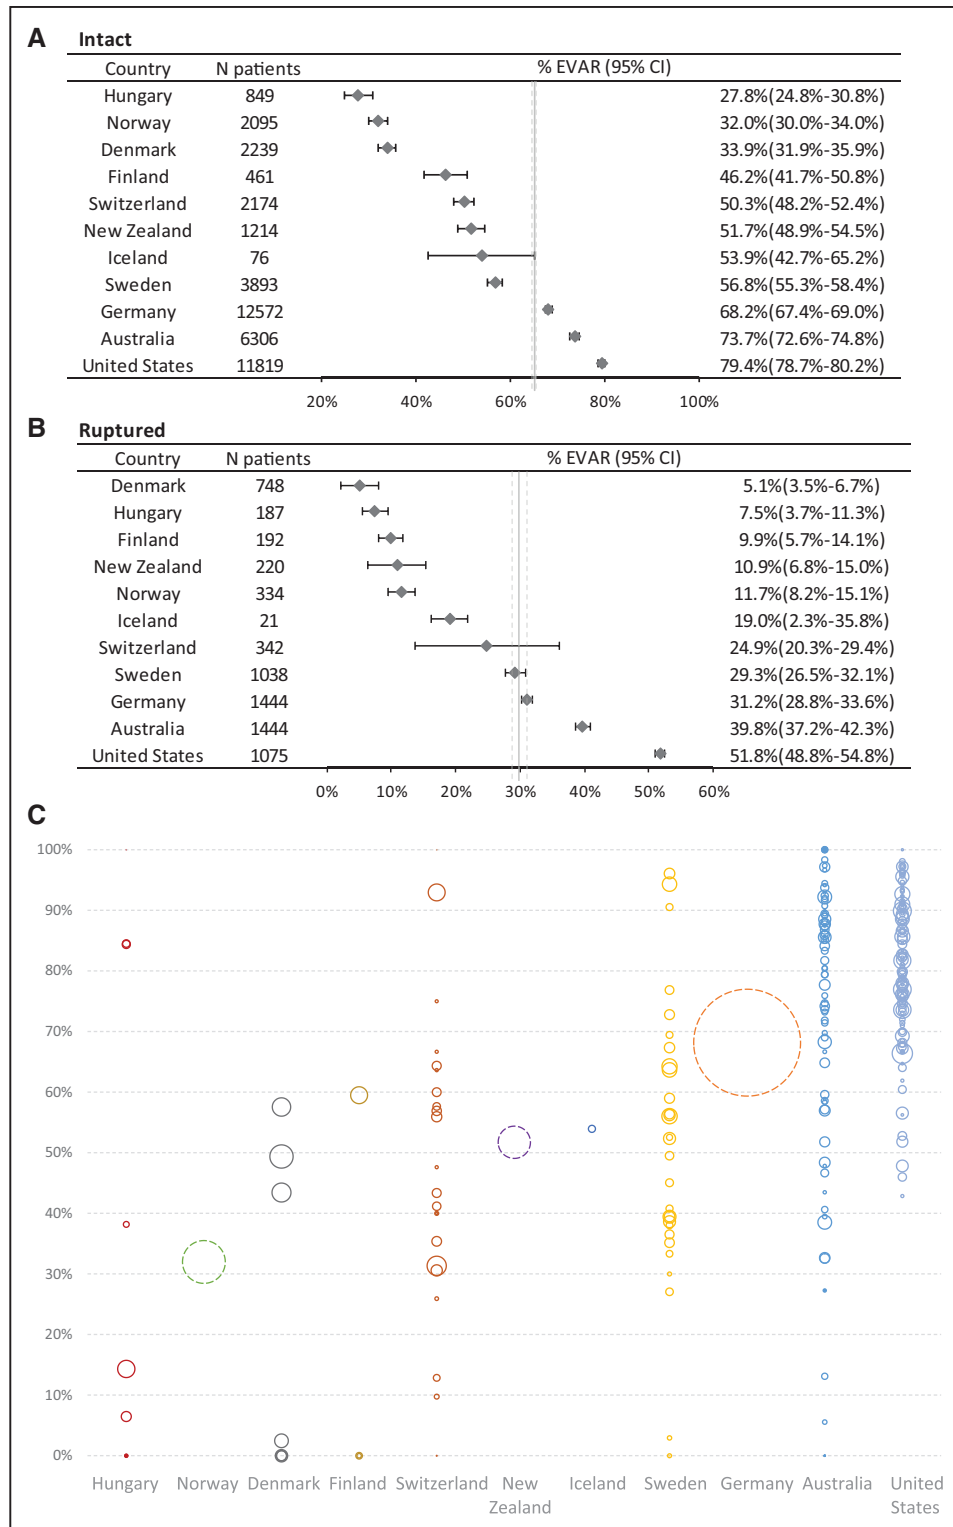 A Intact
Country N patients % EVAR (95% CI)
Hungary 849 27.8%(24.8%-30.8%)
Norway 2095 32.0%(30.0%-34.0%)
Denmark 2239 33.9%(31.9%-35.9%)
Finland 461 46.2%(41.7%-50.8%)
Switzerland 2174 50.3%(48.2%-52.4%)
New Zealand 1214 51.7%(48.9%-54.5%)
Iceland 76 53.9%(42.7%-65.2%)
Sweden 3893 56.8%(55.3%-58.4%)
Germany 12572 68.2%(67.4%-69.0%)
Australia 6306 73.7%(72.6%-74.8%)
United States 11819 79.4%(78.7%-80.2%)
20% 40% 60% 80% 100%
B Ruptured
Country N patients % EVAR (95% CI)
Denmark 748 5.1%(3.5%-6.7%)
Hungary 187 7.5%(3.7%-11.3%)
Finland 192 9.9%(5.7%-14.1%)
New Zealand 220 10.9%(6.8%-15.0%)
Norway 334 11.7%(8.2%-15.1%)
Iceland 21 19.0%(2.3%-35.8%)
Switzerland 342 24.9%(20.3%-29.4%)
Sweden 1038 29.3%(26.5%-32.1%)
Germany 1444 31.2%(28.8%-33.6%)
Australia 1444 39.8%(37.2%-42.3%)
United States 1075 51.8%(48.8%-54.8%)
0% 10% 20% 30% 40% 50% 60%
C
100%
90%
80%
70%
60%
50%
40%
30%
20%
10%
0%
Hungary Norway Denmark Finland Switzerland New Iceland Sweden Germany Australia United
Zealand States